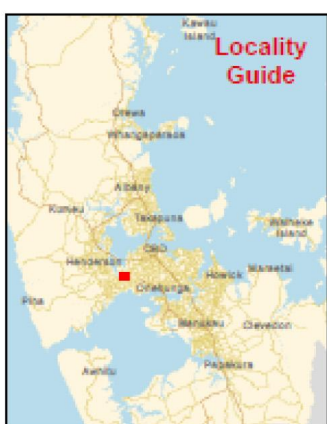 Kawau
Island
Locality
Guide
Orewa
Whangaparaoa
Albany
Kumeu
Takapuna
Waiheke
Island
CBD
Henderson
Howick
Maraetai
Onehunga
Piha
Manukau
Clevedon
Papakura
Awhitu